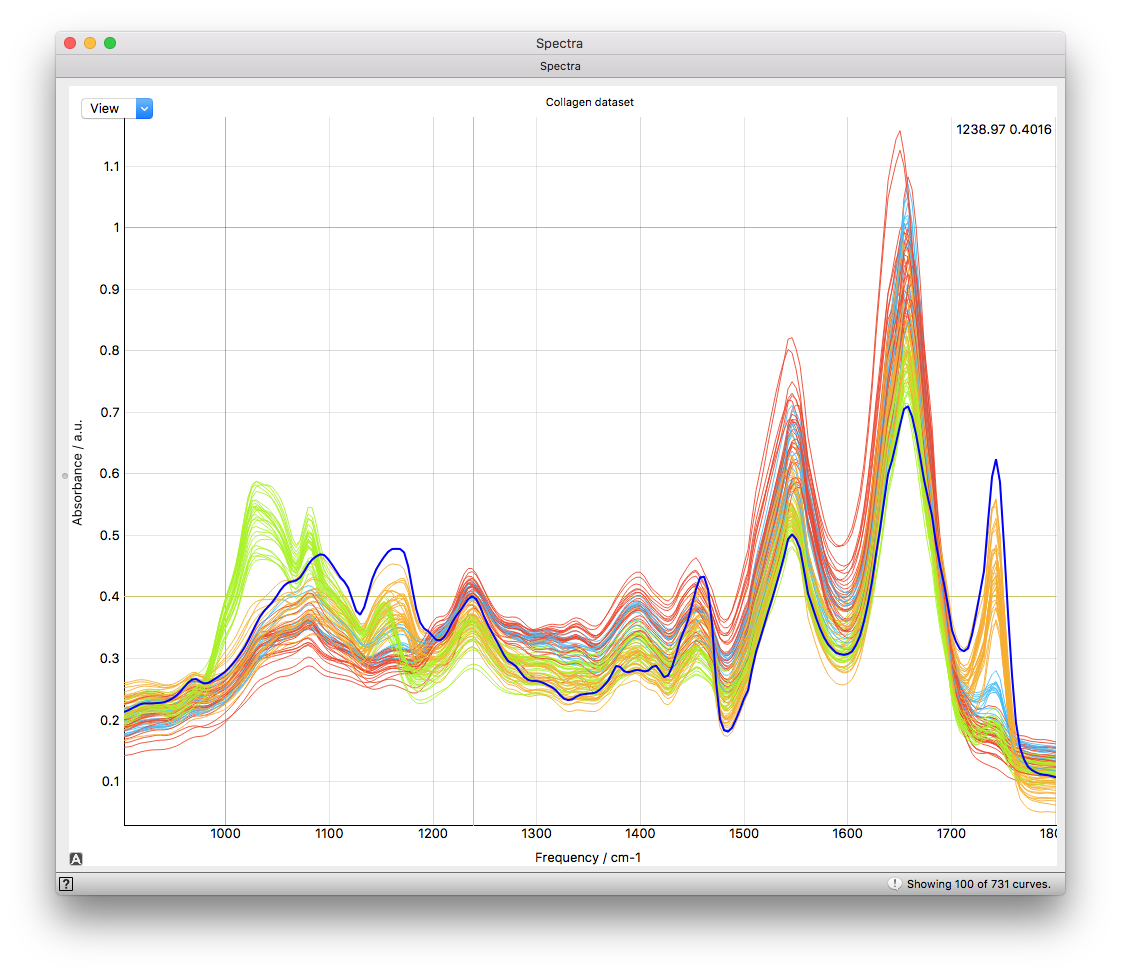 Spectra
Spectra
View
Collagen dataset
1238.97 0.4016
1.1
1
0.9
0.8
0.7
0.6
0.5
0.4
0.3
0.2
0.1
Absorbance / a.u.
1000 1100 1200 1300 1400 1500 1600 1700 180
Frequency / cm-1
A
?
! Showing 100 of 731 curves.